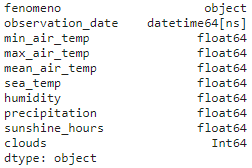 fenomeno object
observation_date datetime64[ns]
min_air_temp float64
max_air_temp float64
mean_air_temp float64
sea_temp float64
humidity float64
precipitation float64
sunshine_hours float64
clouds Int64
dtype: object